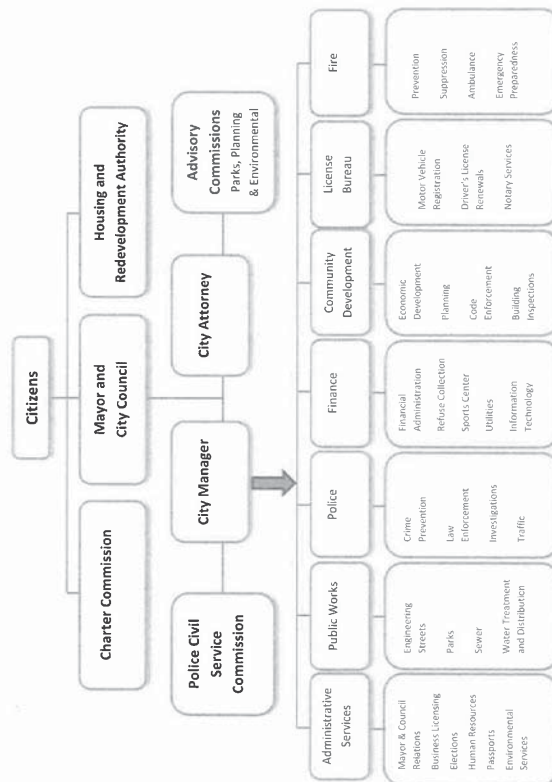 Citizens
Charter Commission
Mayor and
City Council
Housing and
Redevelopment Authority
Police Civil
Service
Commission
City Manager
City Attorney
Advisory
Commissions
Parks, Planning
& Environmental
Administrative
Services
Public Works
Police
Finance
Community
Development
License
Bureau
Fire
Mayor & Council
Relations
Business Licensing
Elections
Human Resources
Passports
Environmental
Services
Engineering
Streets
Parks
Sewer
Water Treatment
and Distribution
Crime
Prevention
Law
Enforcement
Investigations
Traffic
Financial
Administration
Refuse Collection
Sports Center
Utilities
Information
Technology
Economic
Development
Planning
Code
Enforcement
Building
Inspections
Motor Vehicle
Registration
Driver's License
Renewals
Notary Services
Prevention
Suppression
Ambulance
Emergency
Preparedness